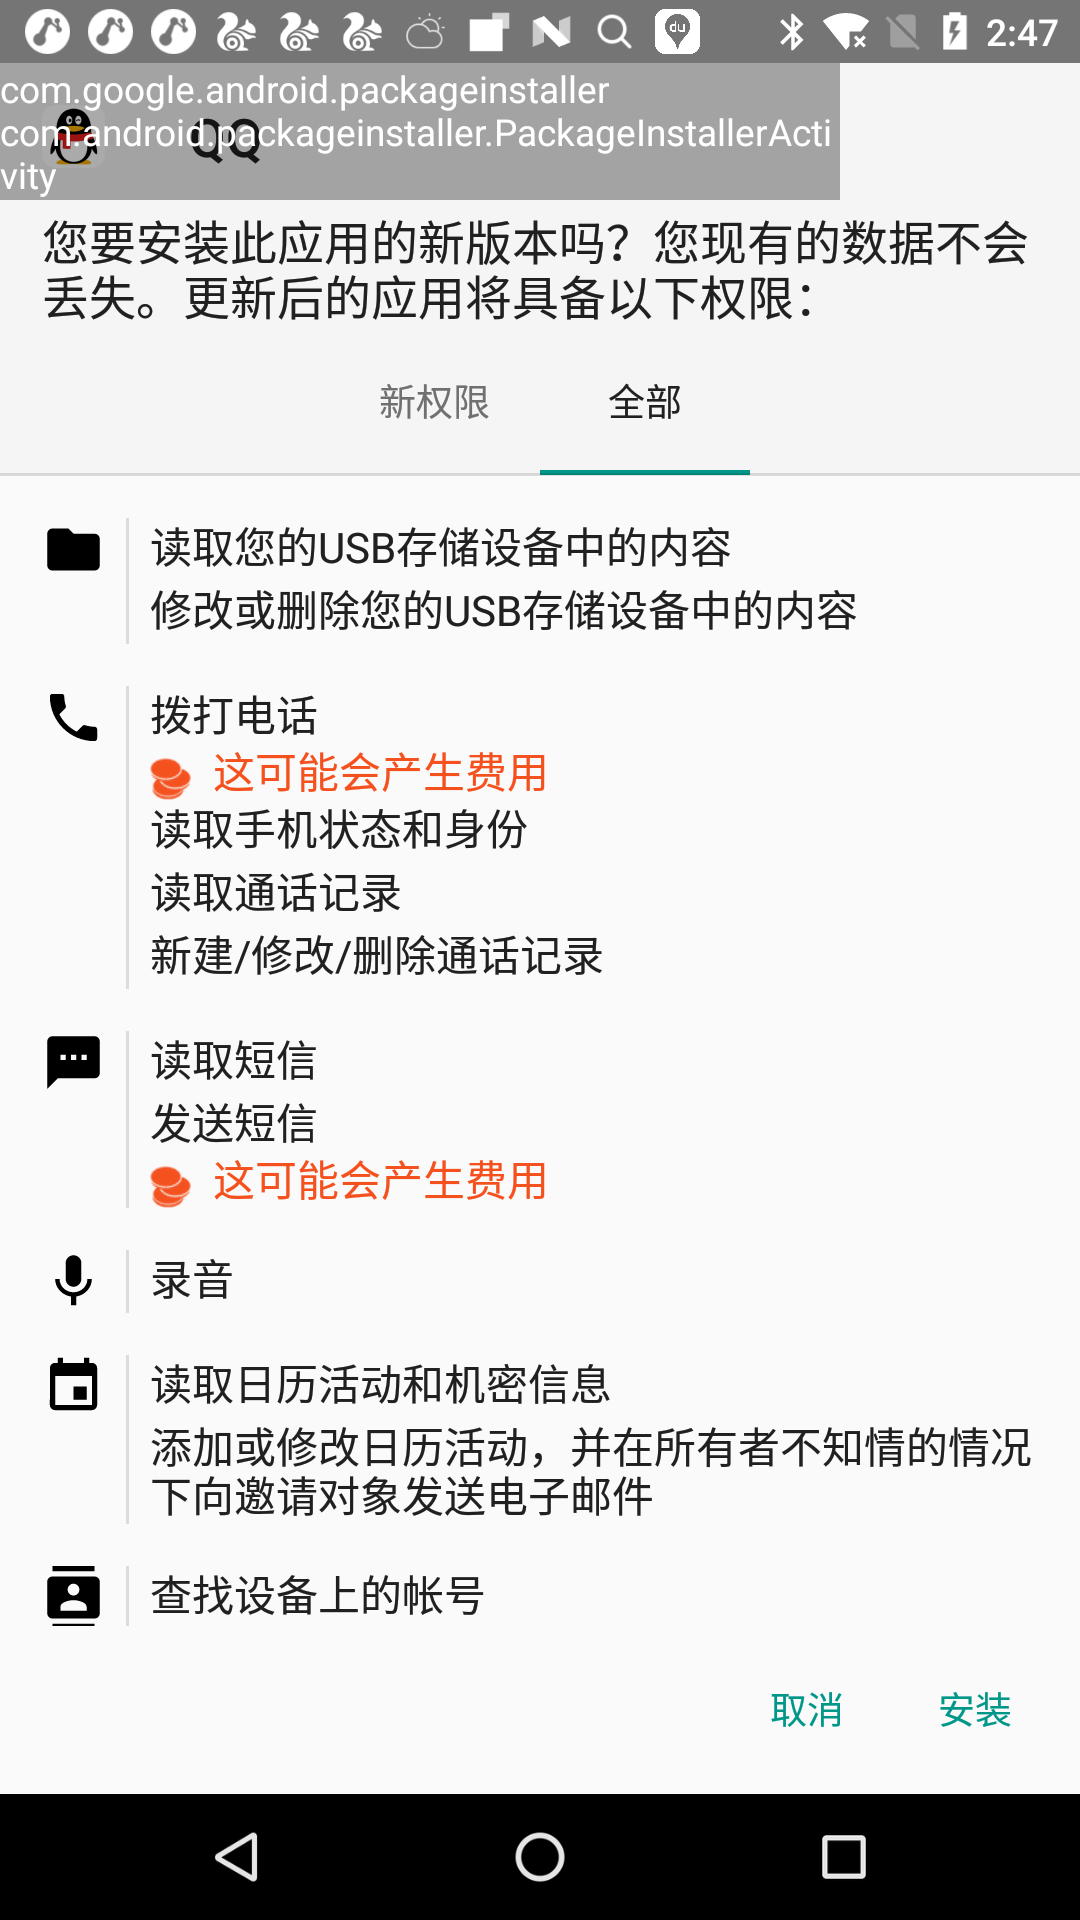 2:47
com.google.android.packageinstaller
com.android.packageinstaller.PackageInstallerActi
vity
QQ
您要安装此应用的新版本吗？您现有的数据不会
丢失。更新后的应用将具备以下权限：
新权限 全部
读取您的USB存储设备中的内容
修改或删除您的USB存储设备中的内容
拨打电话
这可能会产生费用
读取手机状态和身份
读取通话记录
新建/修改/删除通话记录
读取短信
发送短信
这可能会产生费用
录音
读取日历活动和机密信息
添加或修改日历活动，并在所有者不知情的情况
下向邀请对象发送电子邮件
查找设备上的帐号
取消 安装